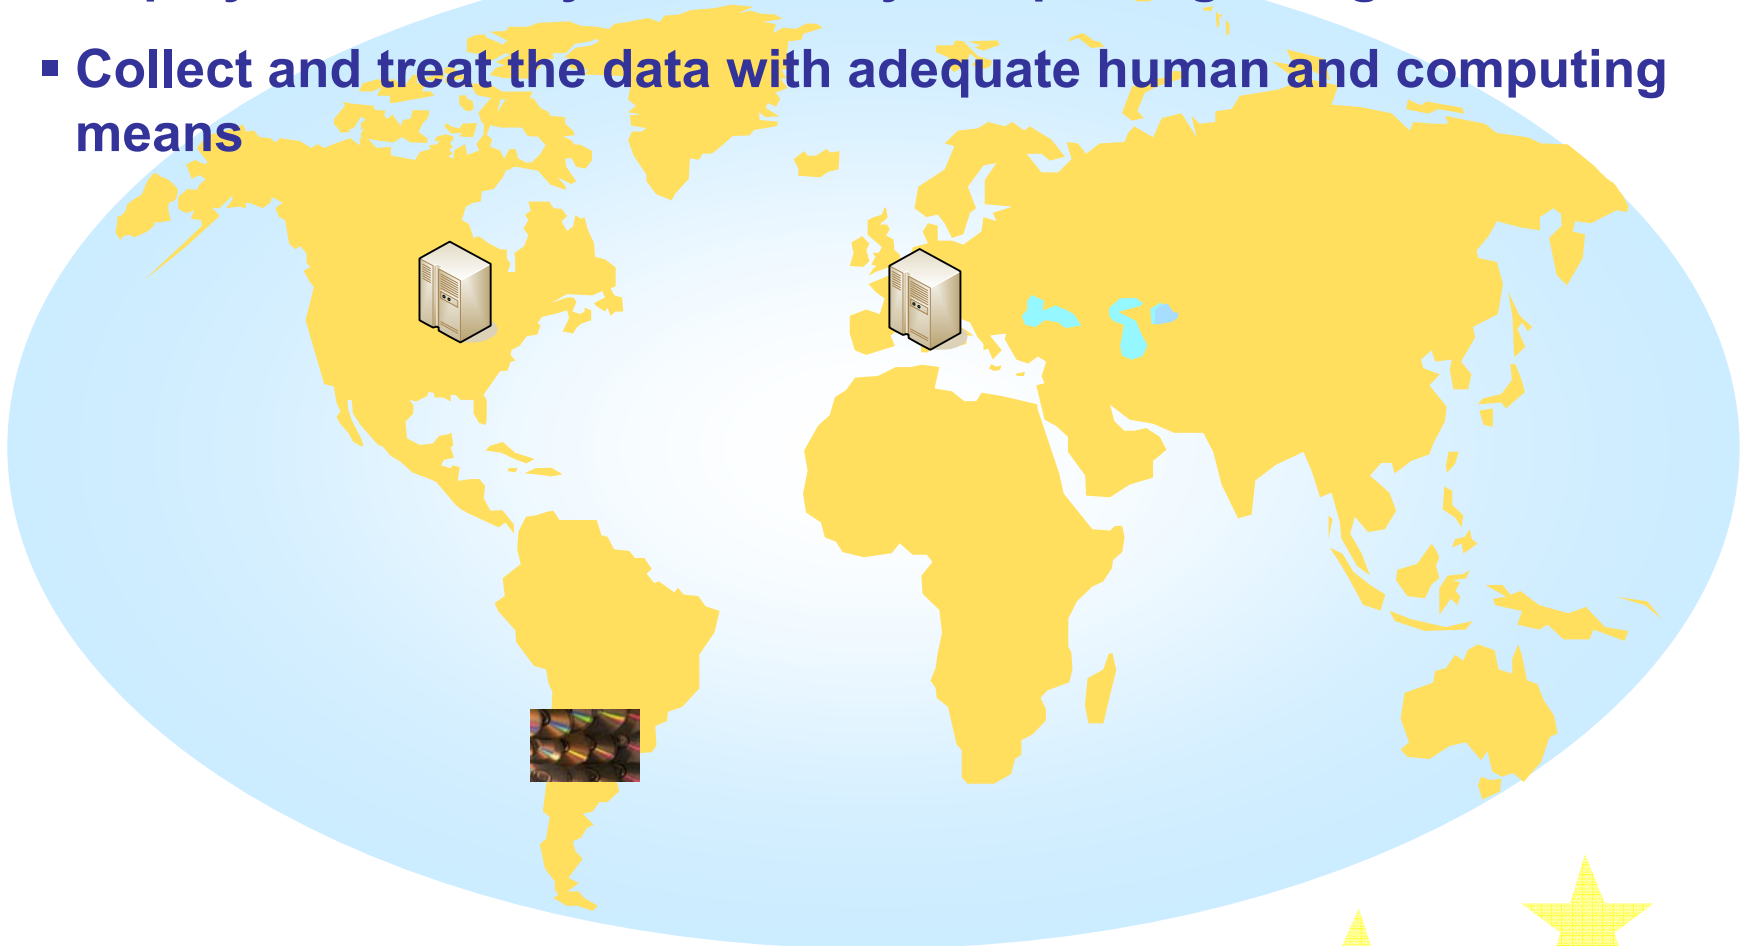 ▪ Collect and treat the data with adequate human and computing
means